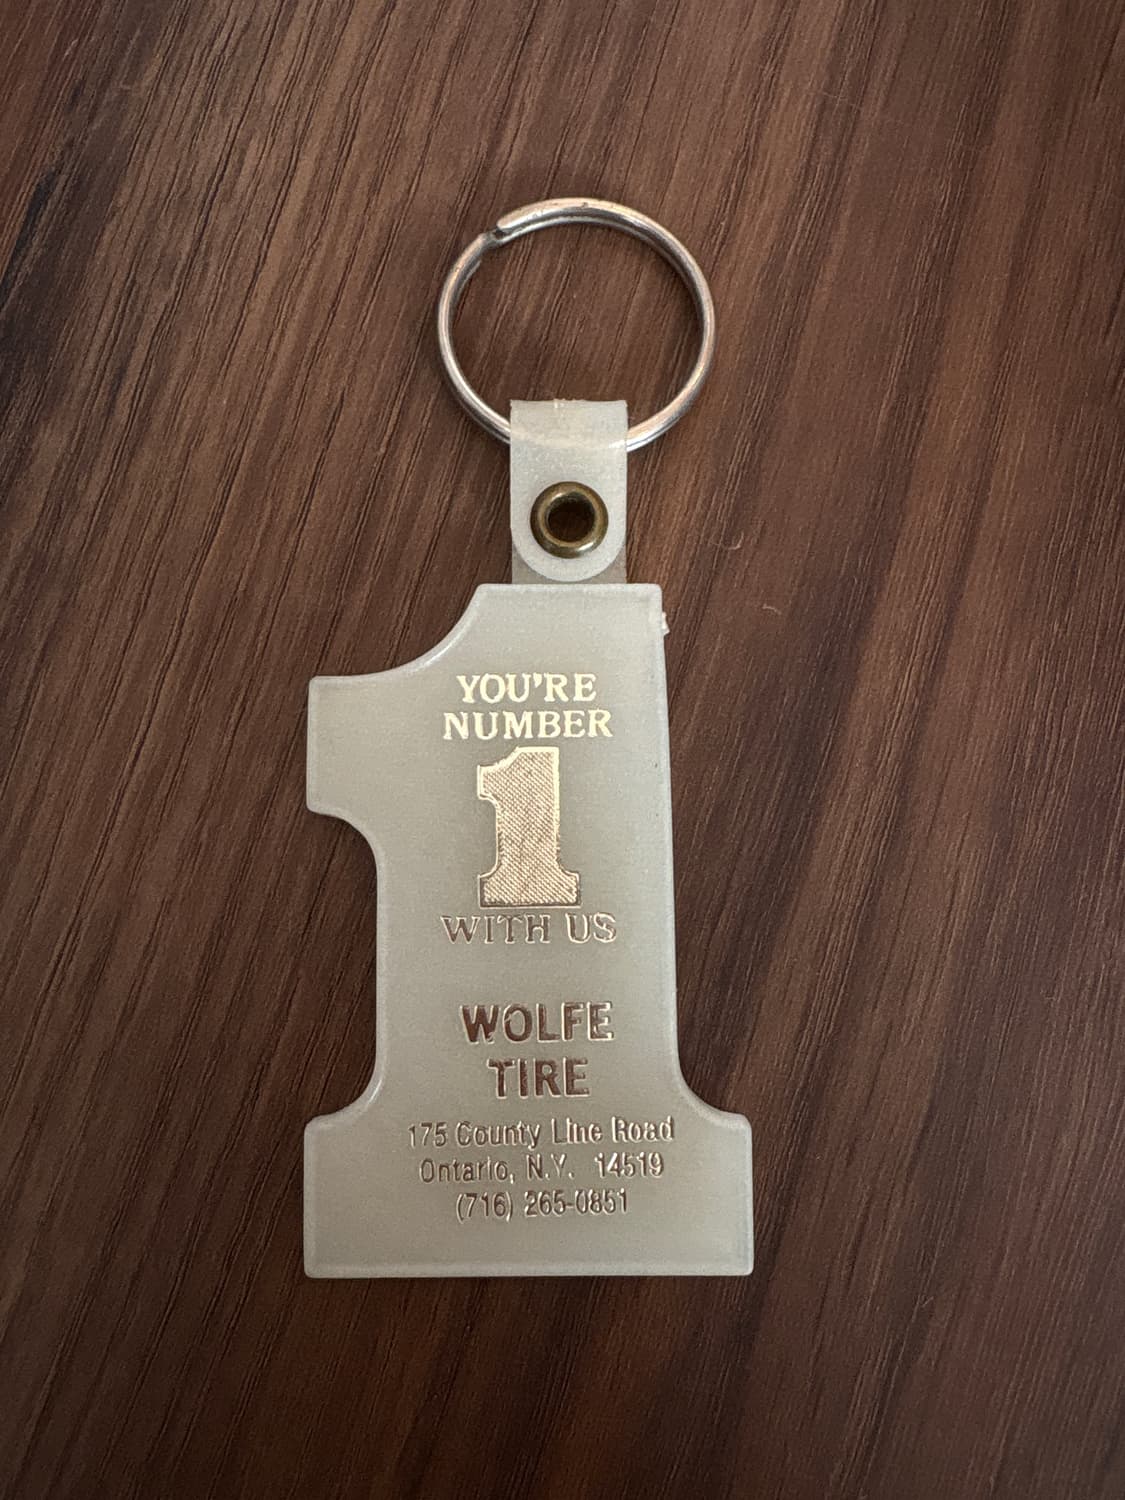 YOU'RE
NUMBER
1
WITH US
WOLFE
TIRE
175 County Line Road
Ontario, N.Y. 14519
(716) 265-0851